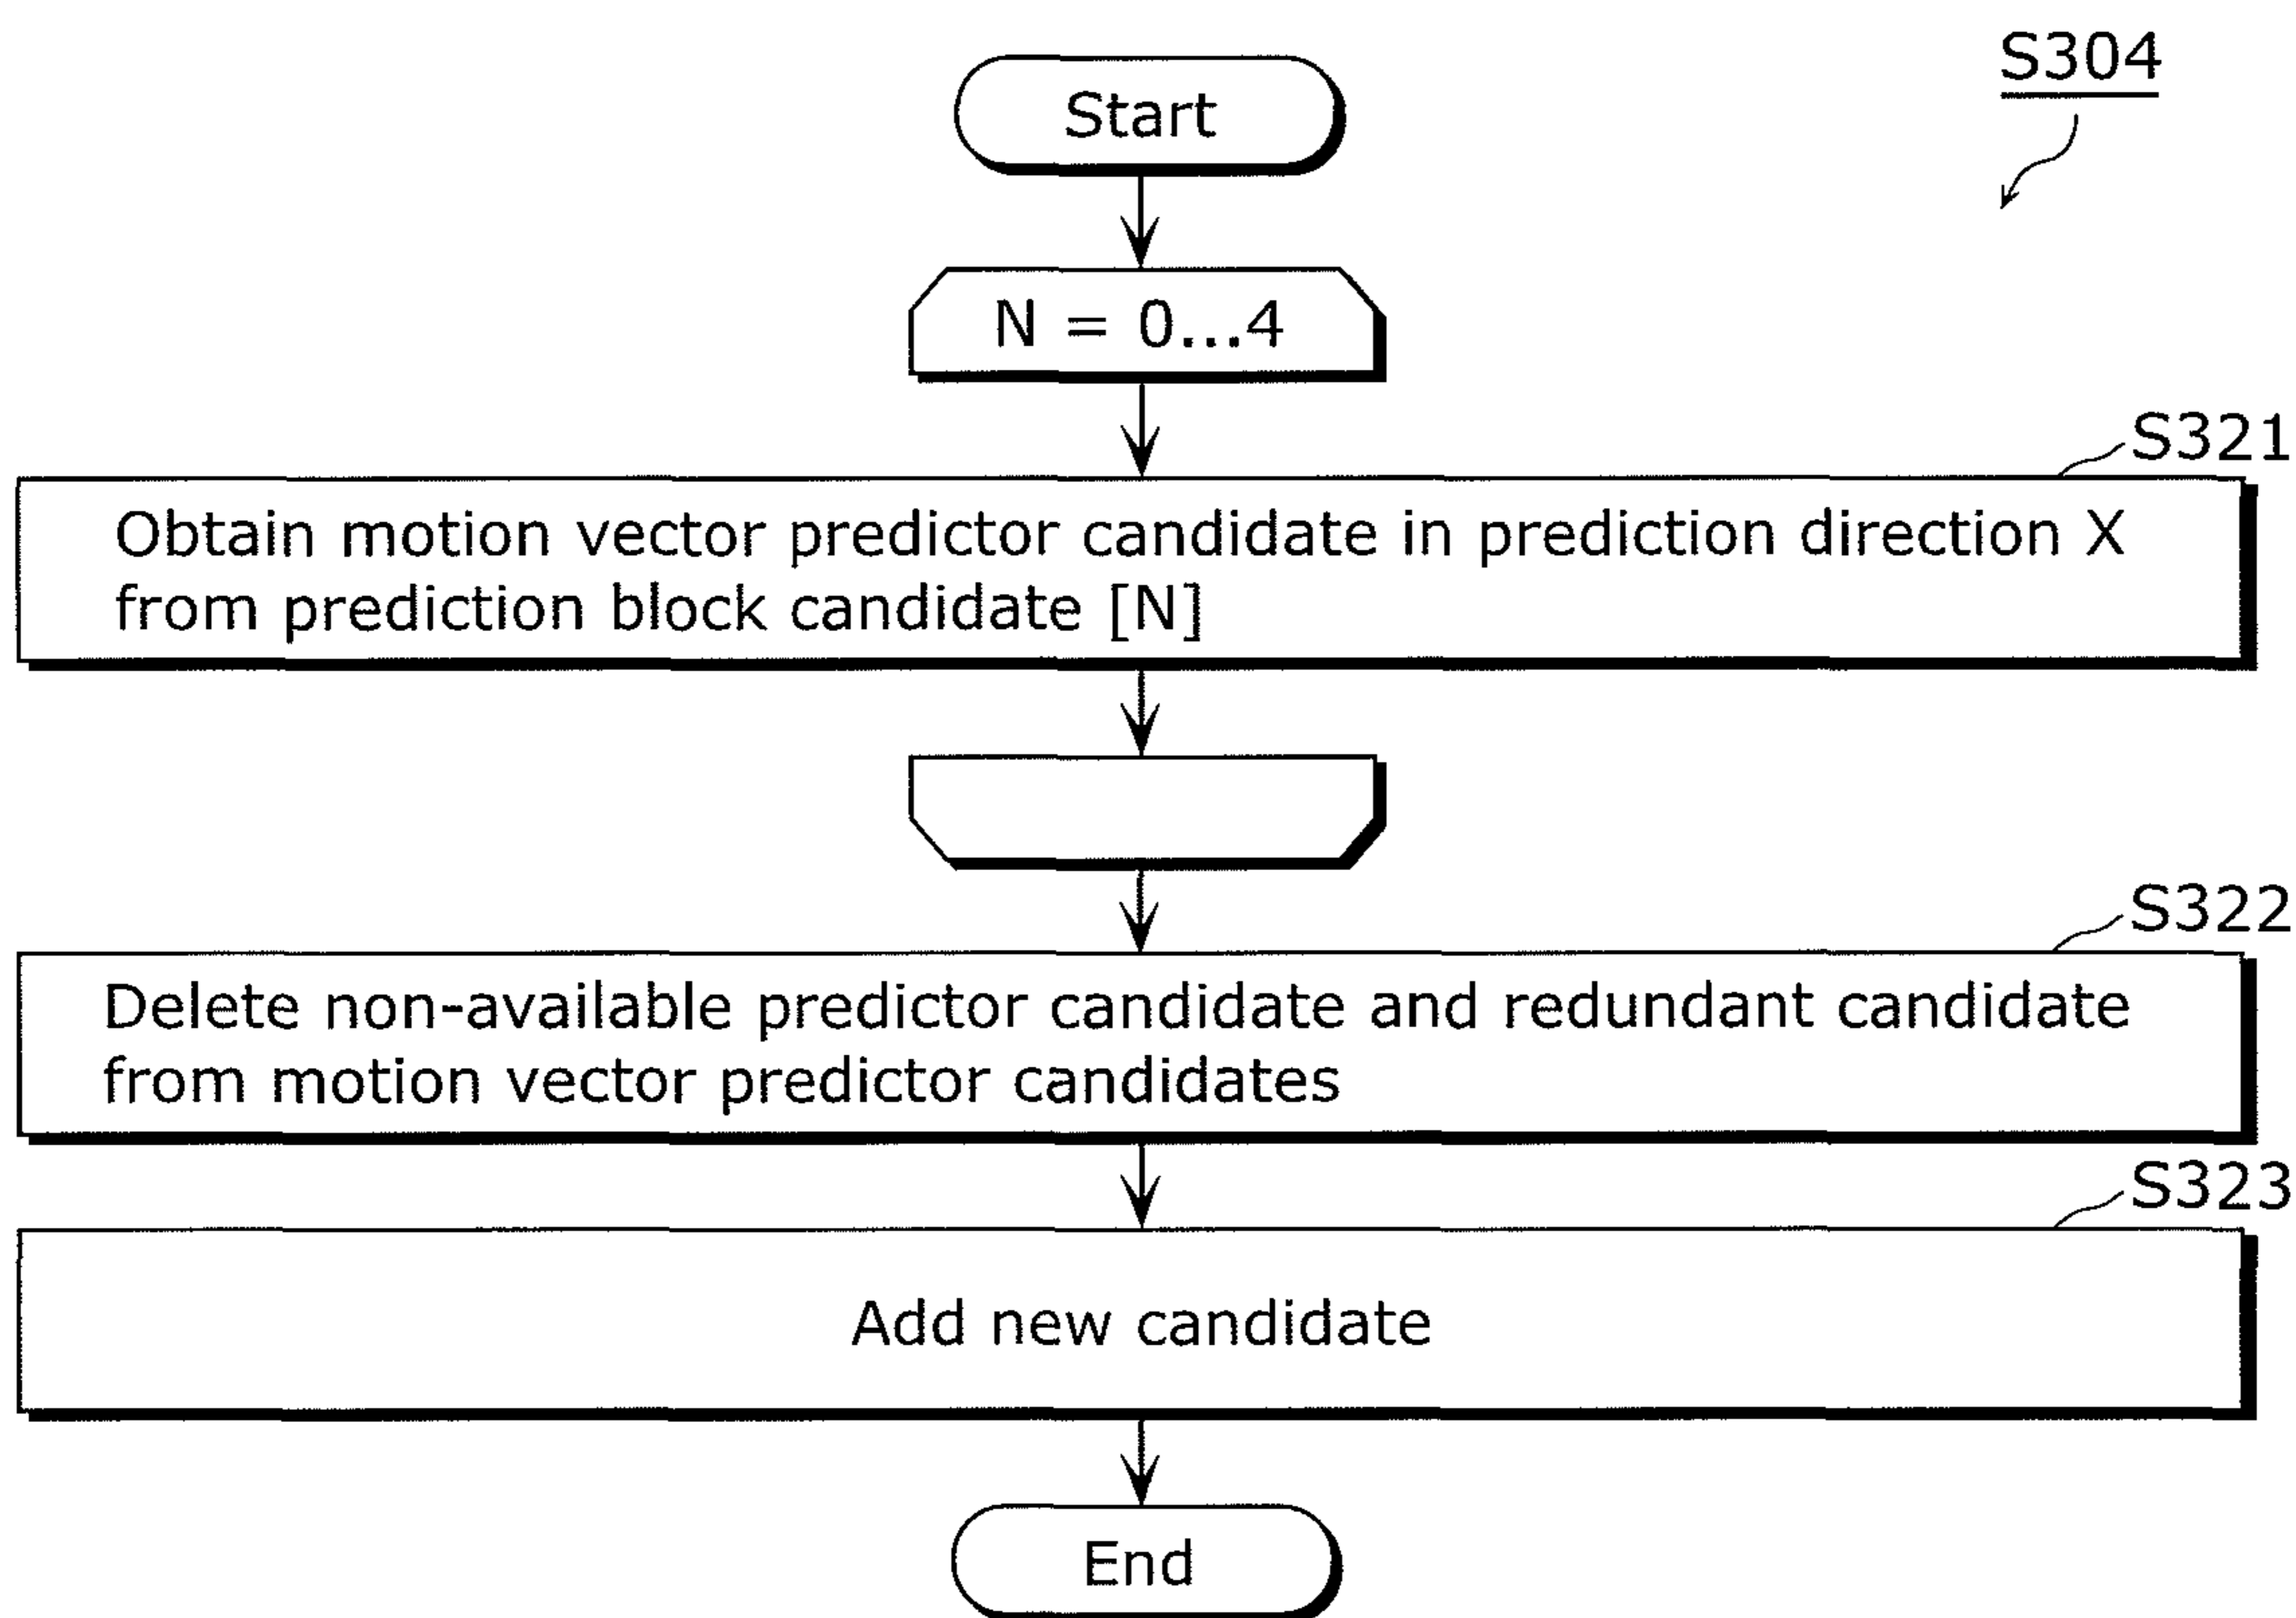 S304
Start
N = 0...4
S321
Obtain motion vector predictor candidate in prediction direction X
from prediction block candidate [N]
S322
Delete non-available predictor candidate and redundant candidate
from motion vector predictor candidates
S323
Add new candidate
End